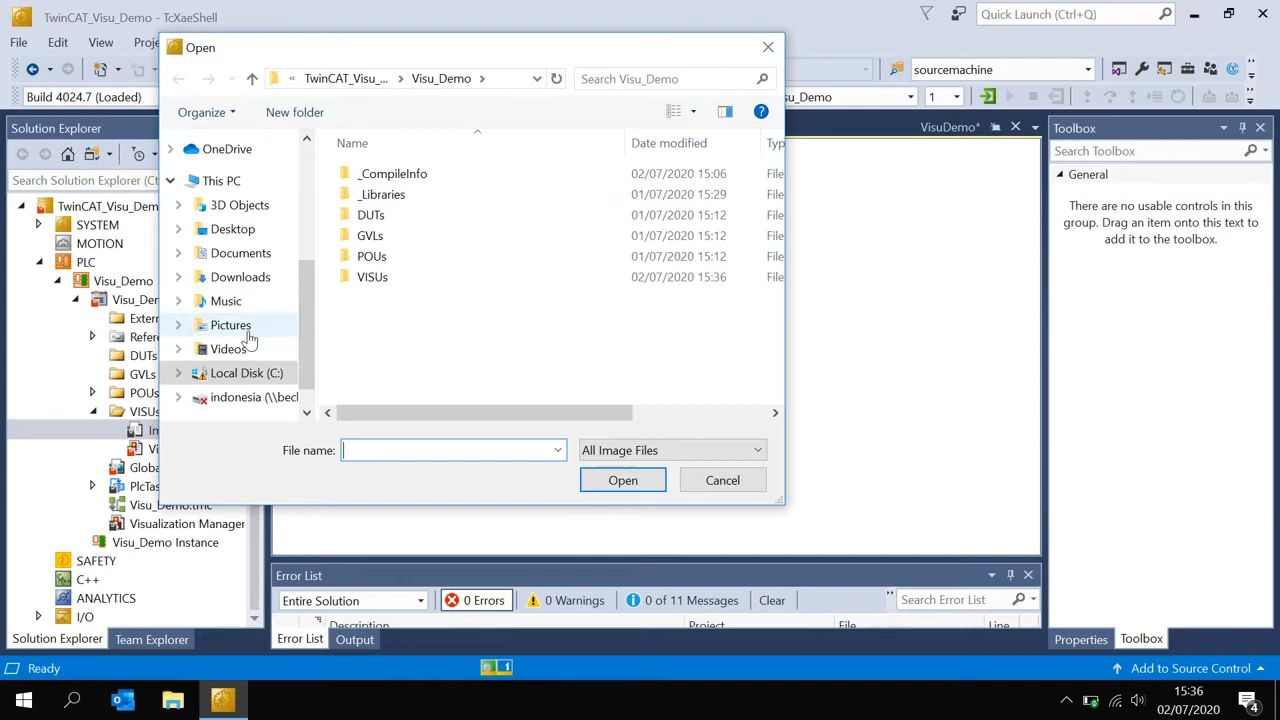 TwinCAT_Visu_Demo - TcXaeShell
Quick Launch (Ctrl+Q)
File Edit View
sourcemachine
Build 4024.7 (Loaded)
1
Open
« TwinCAT_Visu_... Visu_Demo
Search Visu_Demo
Organize
New folder
Name
Date modified
OneDrive
This PC
3D Objects
Desktop
Documents
Downloads
Music
Pictures
Videos
Local Disk (C:)
_CompileInfo 02/07/2020 15:06
_Libraries 01/07/2020 15:29
DUTs 01/07/2020 15:12
GVLs 01/07/2020 15:12
POUs 01/07/2020 15:12
VISUs 02/07/2020 15:36
File name:
All Image Files
Open
Cancel
Solution Explorer
SYSTEM
MOTION
PLC
Visu_Demo
DUTs
POUs
VISUs
Visu_Demo.tmc
Visualization Manager
Visu_Demo Instance
SAFETY
C++
ANALYTICS
I/O
Solution Explorer
Team Explorer
VisuDemo*
Toolbox
Search Toolbox
General
There are no usable controls in this
group. Drag an item onto this text to
add it to the toolbox.
Error List
Entire Solution
0 Errors
0 Warnings
0 of 11 Messages
Clear
Search Error List
Description
Project
File
Error List
Output
Properties
Toolbox
Ready
1
Add to Source Control
15:36
02/07/2020
4